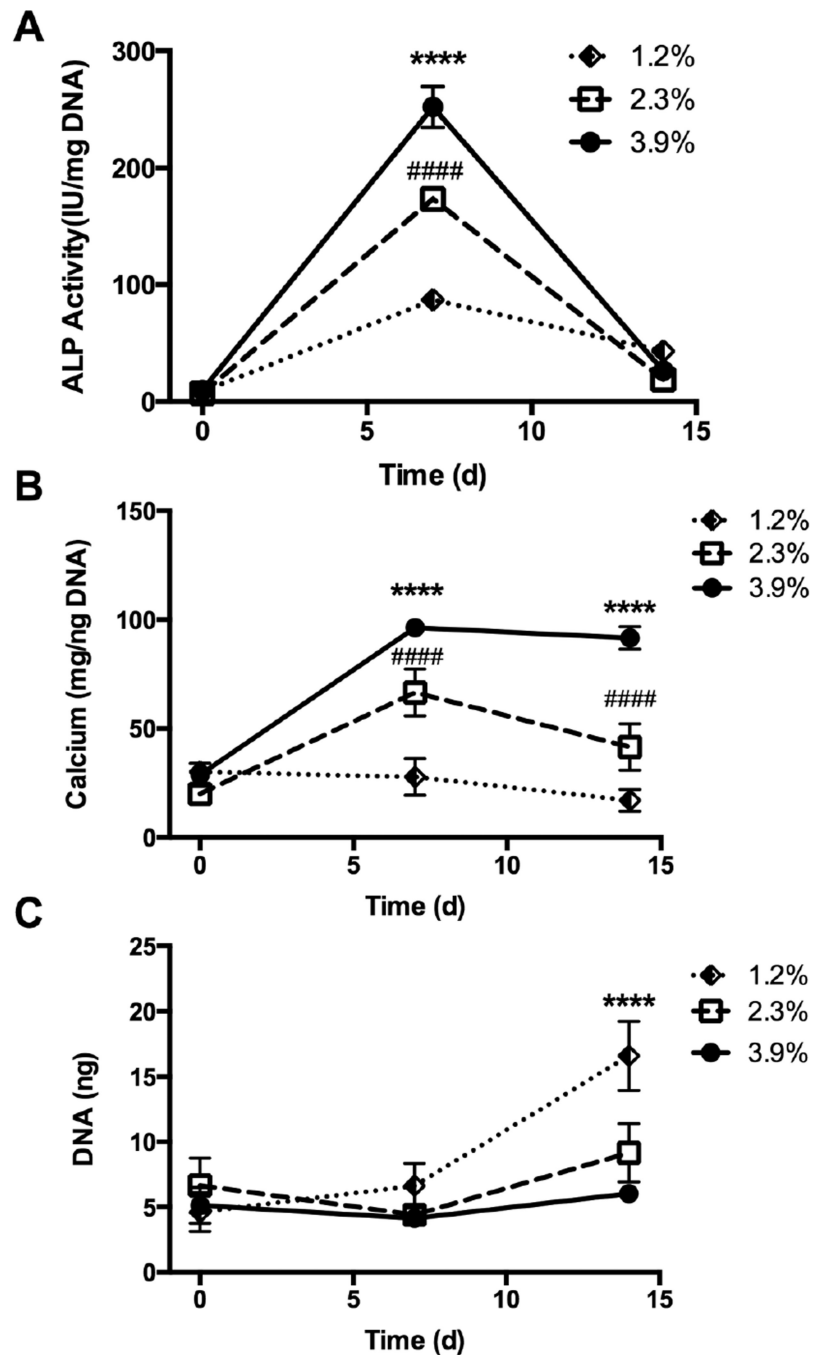 A
300
200
100
0
ALP Activity(IU/mg DNA)
****
####
1.2%
2.3%
3.9%
0 5 10 15
Time (d)
B
150
100
50
0
Calcium (mg/ng DNA)
****
####
****
####
1.2%
2.3%
3.9%
0 5 10 15
Time (d)
C
25
20
15
10
5
0
DNA (ng)
****
1.2%
2.3%
3.9%
0 5 10 15
Time (d)